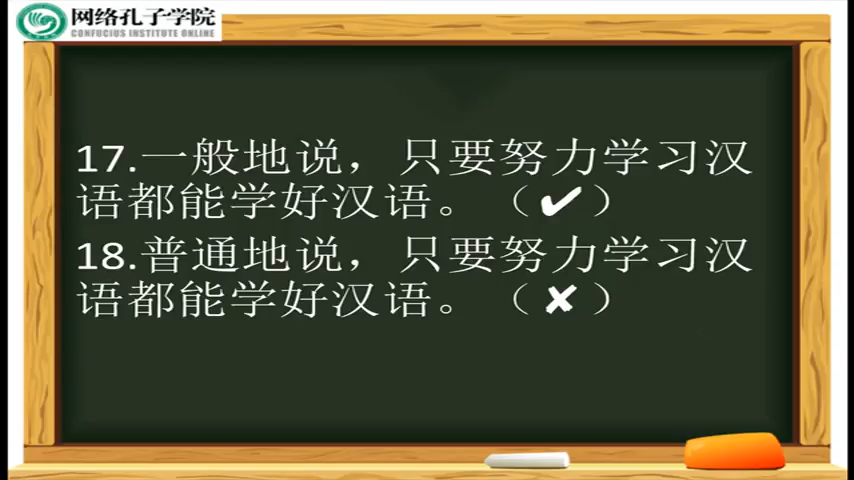 网络孔子学院
CONFUCIUS INSTITUTE ONLINE
17.一般地说，只要努力学习汉
语都能学好汉语。（✔）
18.普通地说，只要努力学习汉
语都能学好汉语。（✘）